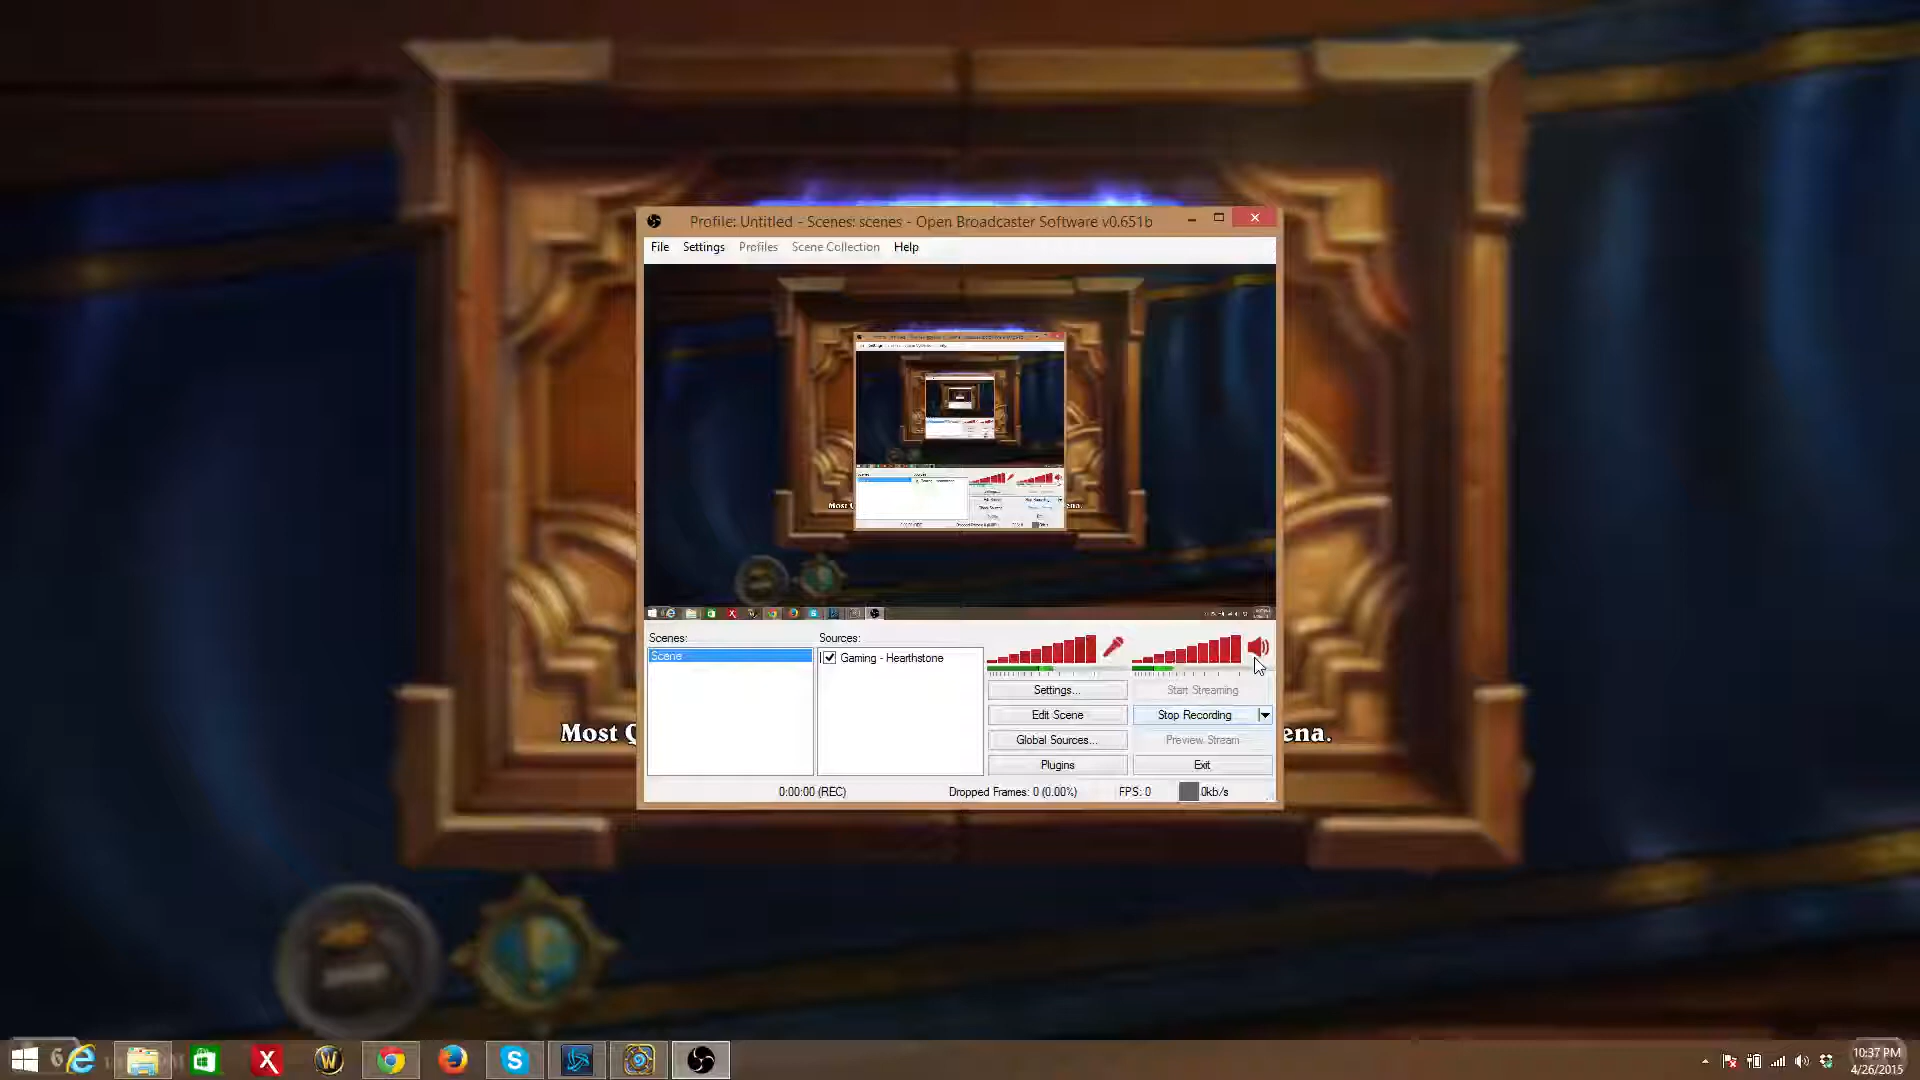 Profile: Untitled - Scenes: scenes - Open Broadcaster Software v0.651b
File Settings Profiles Scene Collection Help
Scenes:
Sources:
Scene
Gaming - Hearthstone
Settings...
Start Streaming
Edit Scene
Stop Recording
Global Sources...
Preview Stream
Plugins
Exit
0:00:00 (REC)
Dropped Frames: 0 (0.00%)
FPS: 0
0kb/s
Most
ena.
10:37 PM
4/26/2015